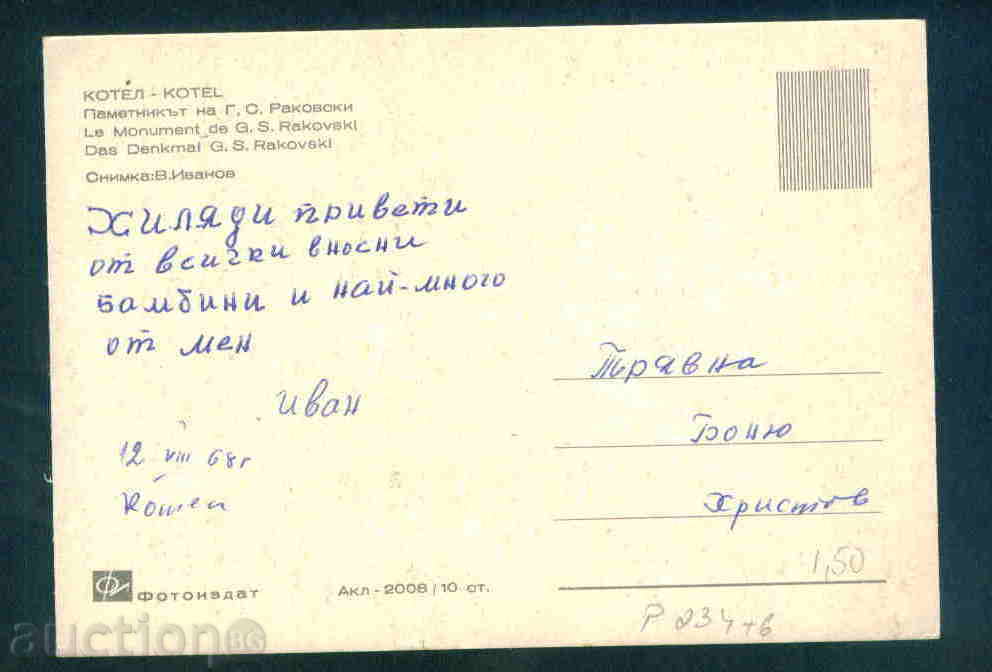 КОТЕЛ - KOTEL
Паметникът на Г. С. Раковски
Le Monument de G. S. Rakovski
Das Denkmal G. S. Rakovski
Снимка: В. Иванов
Хиляди привети
от всички вносни
бамбини и най-много
от мен
Иван
12 VIII 68г
Котел
Трявна
Боню
Христов
1,50
Фотоиздат
Акл - 2008 / 10 ст.
P 234+в
auction BG